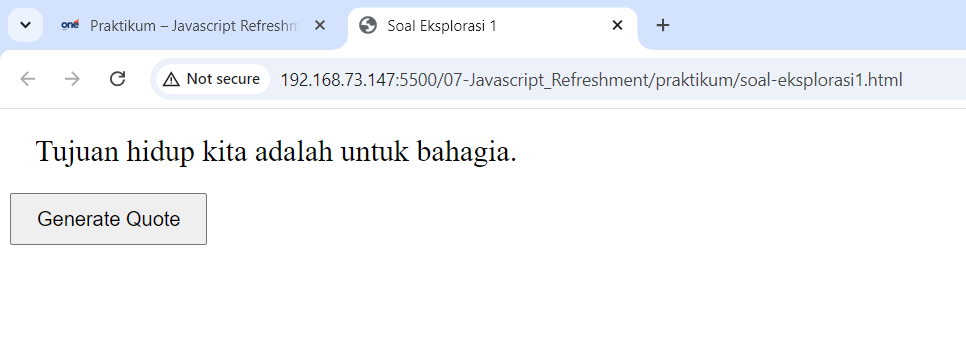 one Praktikum – Javascript Refreshm
Soal Eksplorasi 1
Not secure 192.168.73.147:5500/07-Javascript_Refreshment/praktikum/soal-eksplorasi1.html
Tujuan hidup kita adalah untuk bahagia.
Generate Quote